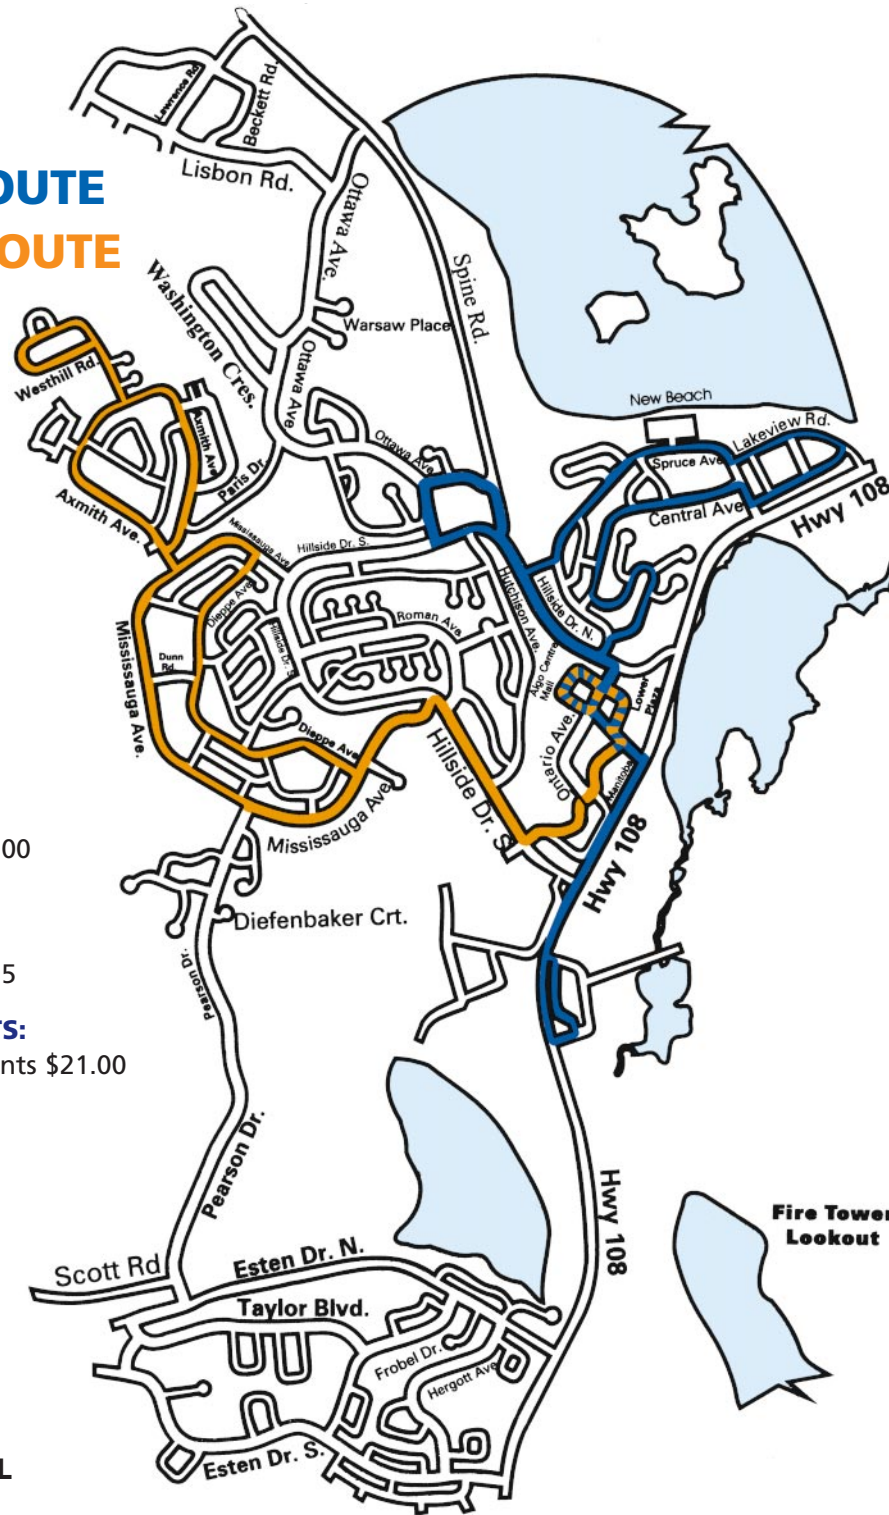 OUTE
OUTE
Lawrence Rd.
Beckett Rd.
Lisbon Rd.
Ottawa Ave.
Spine Rd.
Washington Cres.
Warsaw Place
Ottawa Ave
Westhill Rd.
New Beach
Lakeview Rd.
Axmith Ave
Ottawa Ave
Spruce Ave
Paris Dr
Central Ave
Hwy 108
Axmith Ave.
Mississauga Ave
Hillside Dr. S.
Hutchison Ave.
Hillside Dr. N.
Dieppe Ave
Roman Ave
Hillside Dr. S
Mississauga Ave.
Dunn
Rd.
Algo Centre
Mall
Lower
Plaza
Dieppe Ave
Ontario Ave.
Hillside Dr. S
Manitoba
Mississauga Ave
Hwy 108
00
Diefenbaker Crt.
Pearson Dr.
5
TS:
nts $21.00
Pearson Dr.
Hwy 108
Fire Tower
Lookout
Scott Rd
Esten Dr. N.
Taylor Blvd.
Frobel Dr.
Hergott Ave
Esten Dr. S.
L